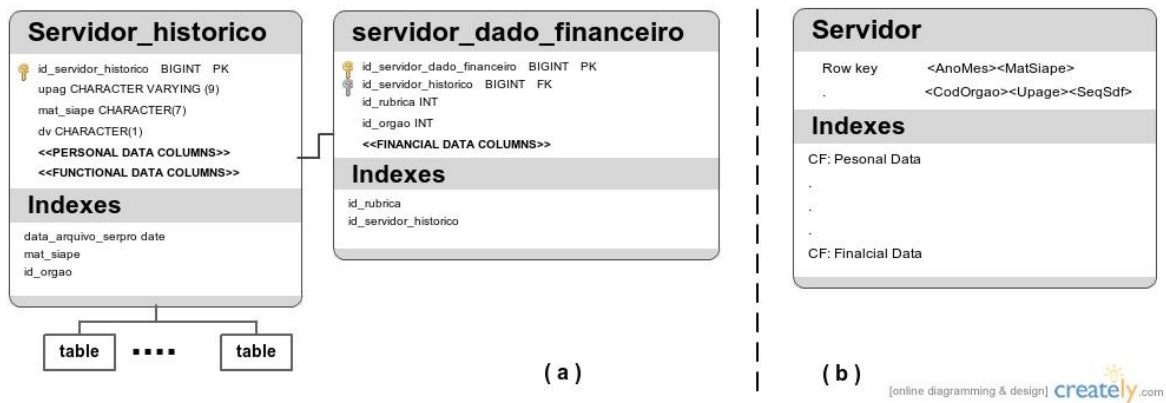 Servidor_historico
id_servidor_historico BIGINT PK
upag CHARACTER VARYING (9)
mat_siape CHARACTER(7)
dv CHARACTER(1)
<<PERSONAL DATA COLUMNS>>
<<FUNCTIONAL DATA COLUMNS>>
Indexes
data_arquivo_serpro date
mat_siape
id_orgao
table
....
table
servidor_dado_financeiro
id_servidor_dado_financeiro BIGINT PK
id_servidor_historico BIGINT FK
id_rubrica INT
id_orgao INT
<<FINANCIAL DATA COLUMNS>>
Indexes
id_rubrica
id_servidor_historico
( a )
Servidor
Row key <AnoMes><MatSiape>
. <CodOrgao><Upage><SeqSdf>
Indexes
CF: Pesonal Data
.
.
.
CF: Finalcial Data
( b )
[online diagramming & design] creately.com